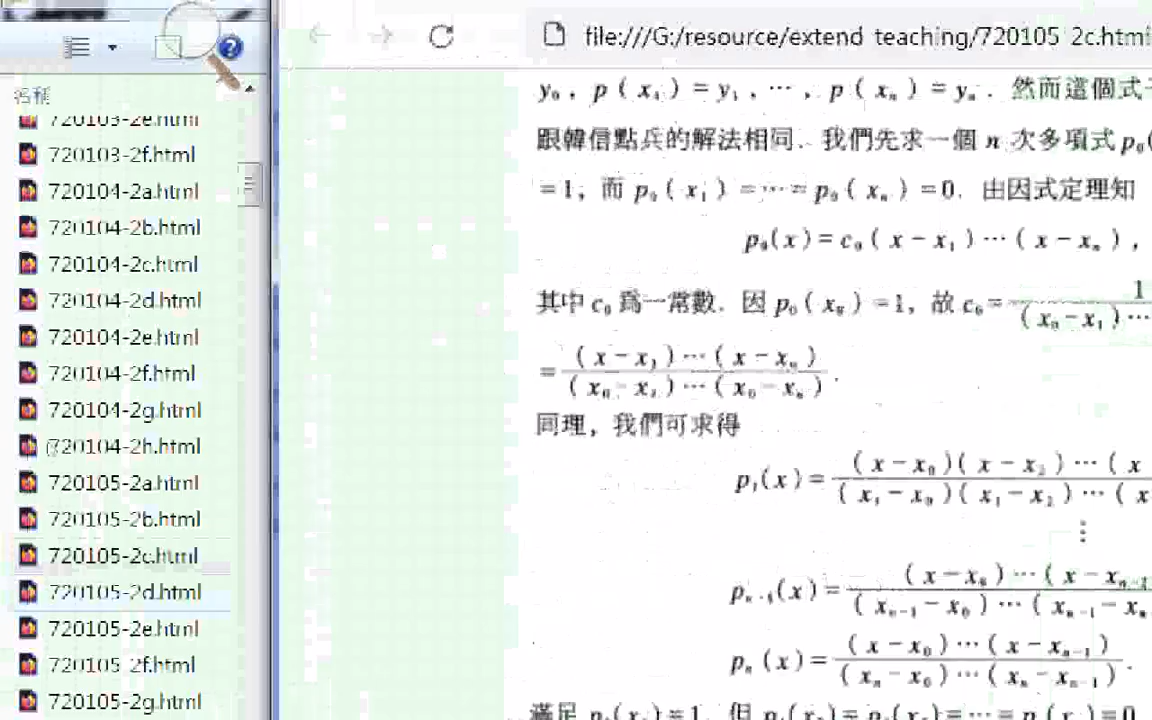 名稱
720103-2e.html
720103-2f.html
720104-2a.html
720104-2b.html
720104-2c.html
720104-2d.html
720104-2e.html
720104-2f.html
720104-2g.html
720104-2h.html
720105-2a.html
720105-2b.html
720105-2c.html
720105-2d.html
720105-2e.html
720105-2f.html
720105-2g.html
file:///G:/resource/extend teaching/720105 2c.html
y₀ , p ( x₁ ) = y₁ , ⋯ , p ( xₙ ) = yₙ . 然而這個式
跟韓信點兵的解法相同. 我們先求一個 n 次多項式 p₀(
=1, 而 p₀ ( x₁ ) =⋯= p₀ ( xₙ ) =0. 由因式定理知
p₀(x) = c₀ ( x − x₁ ) ⋯ ( x − xₙ ) ,
其中 c₀ 爲一常數. 因 p₀ ( x₀ ) =1, 故 c₀ = 1 / ( x₀ − x₁ ) ⋯
= ( x − x₁ ) ⋯ ( x − xₙ ) / ( x₀ − x₁ ) ⋯ ( x₀ − xₙ ) .
同理, 我們可求得
p₁(x) = ( x − x₀ )( x − x₂ ) ⋯ ( x / ( x₁ − x₀ )( x₁ − x₂ ) ⋯ ( x
⋮
pₙ₋₁(x) = ( x − x₀ ) ⋯ ( x − xₙ₋₂ / ( xₙ₋₁ − x₀ ) ⋯ ( xₙ₋₁ − xₙ
pₙ (x) = ( x − x₀ ) ⋯ ( x − xₙ₋₁ ) / ( xₙ − x₀ ) ⋯ ( xₙ − xₙ₋₁ ) .
滿足